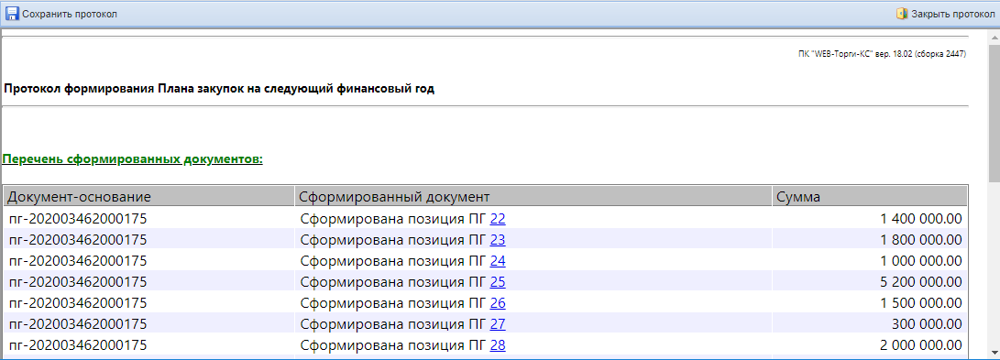 Сохранить протокол Закрыть протокол
ПК "WEB-Торги-КС" вер. 18.02 (сборка 2447)
Протокол формирования Плана закупок на следующий финансовый год
Перечень сформированных документов:
Документ-основание Сформированный документ Сумма
пг-202003462000175 Сформирована позиция ПГ 22 1 400 000.00
пг-202003462000175 Сформирована позиция ПГ 23 1 800 000.00
пг-202003462000175 Сформирована позиция ПГ 24 1 000 000.00
пг-202003462000175 Сформирована позиция ПГ 25 5 200 000.00
пг-202003462000175 Сформирована позиция ПГ 26 1 500 000.00
пг-202003462000175 Сформирована позиция ПГ 27 300 000.00
пг-202003462000175 Сформирована позиция ПГ 28 2 000 000.00